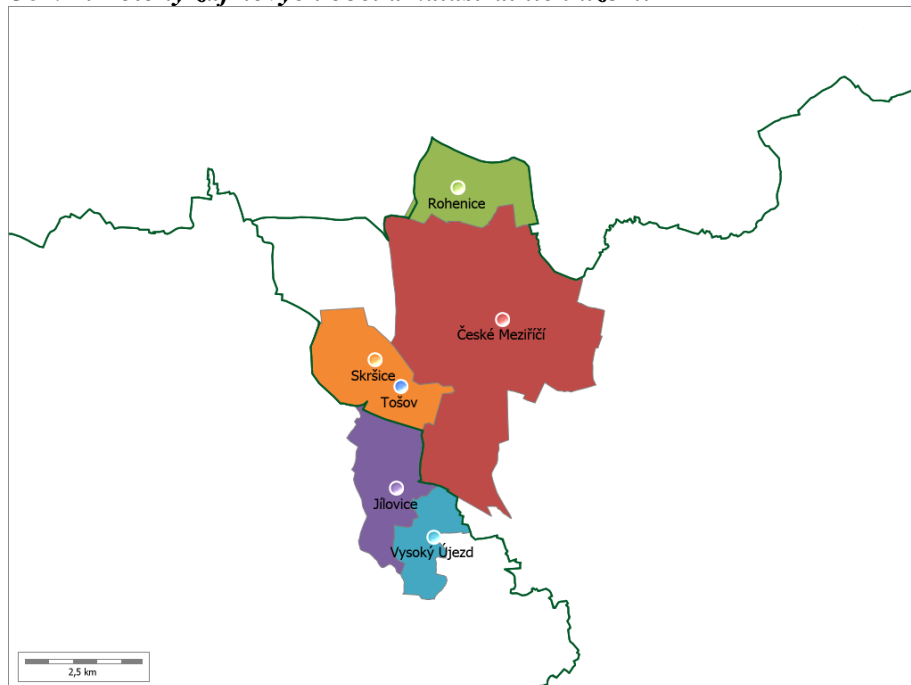 Rohenice
České Meziříčí
Skršice
Tošov
Jílovice
Vysoký Újezd
2,5 km